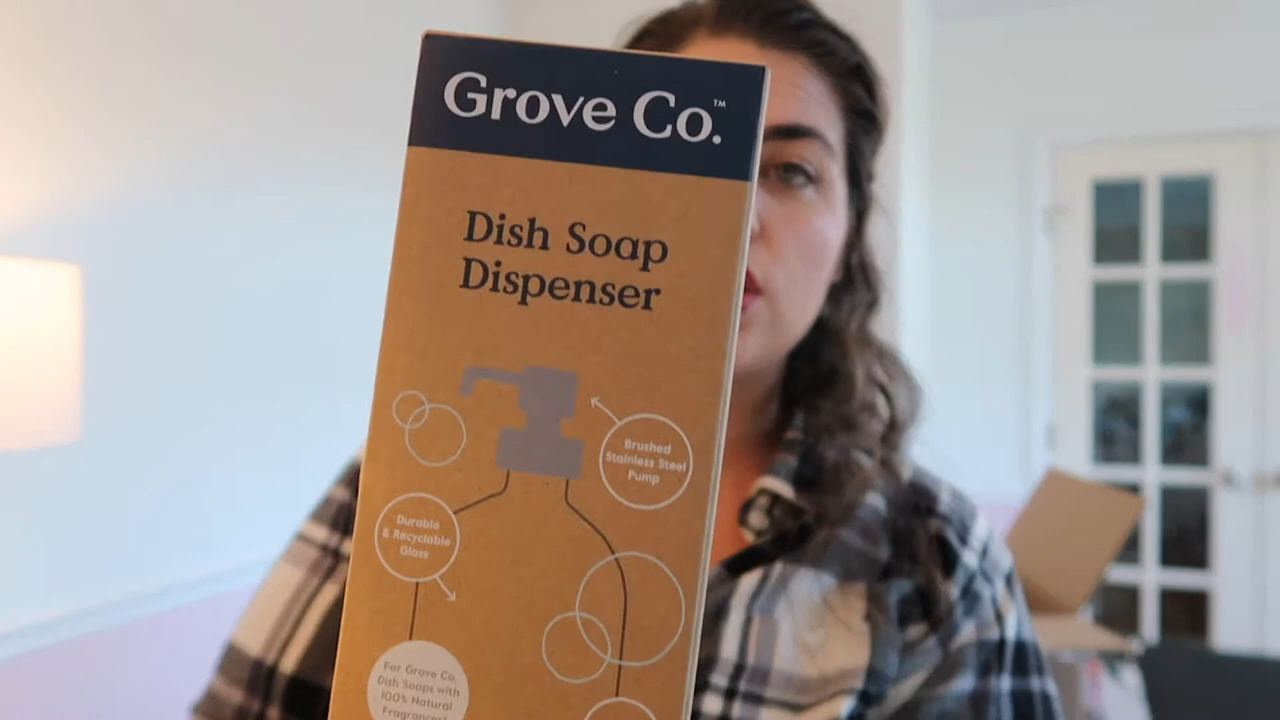 Grove Co.™
Dish Soap
Dispenser
Brushed
Stainless Steel
Pump
Durable
& Recyclable
Glass
For Grove Co.
Dish Soaps with
100% Natural
Fragrances!